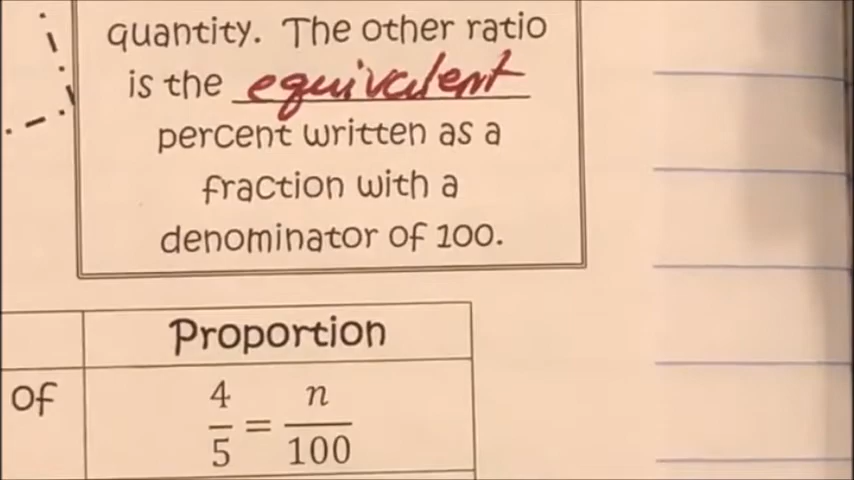 quantity. The other ratio
is the equivalent
percent written as a
fraction with a
denominator of 100.
Proportion
of
4/5 = n/100